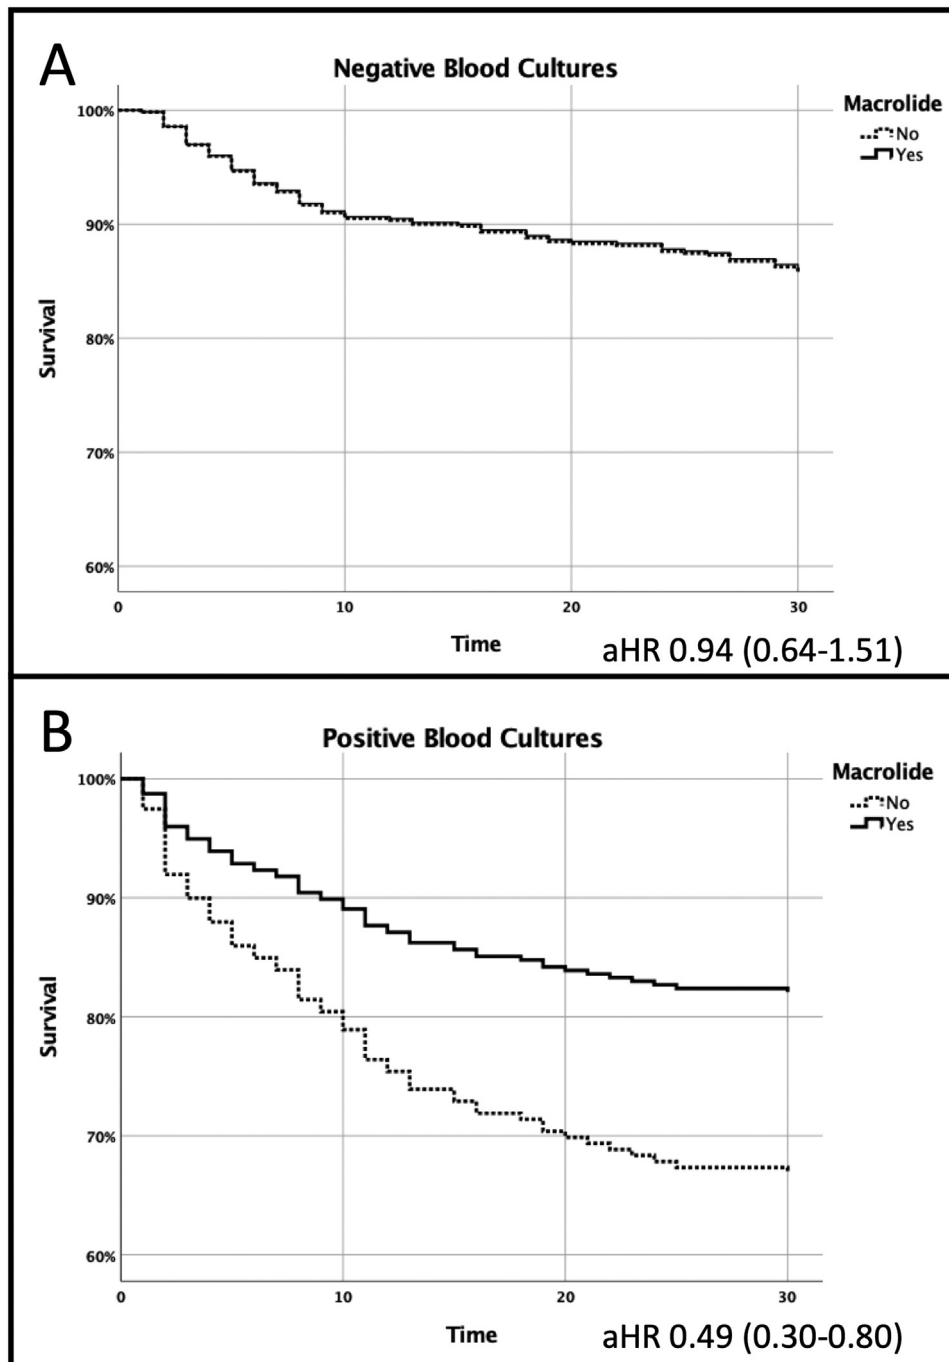 A
Negative Blood Cultures
Macrolide
No
Yes
100%
90%
80%
70%
60%
Survival
0 10 20 30
Time
aHR 0.94 (0.64-1.51)
B
Positive Blood Cultures
Macrolide
No
Yes
100%
90%
80%
70%
60%
Survival
0 10 20 30
Time
aHR 0.49 (0.30-0.80)